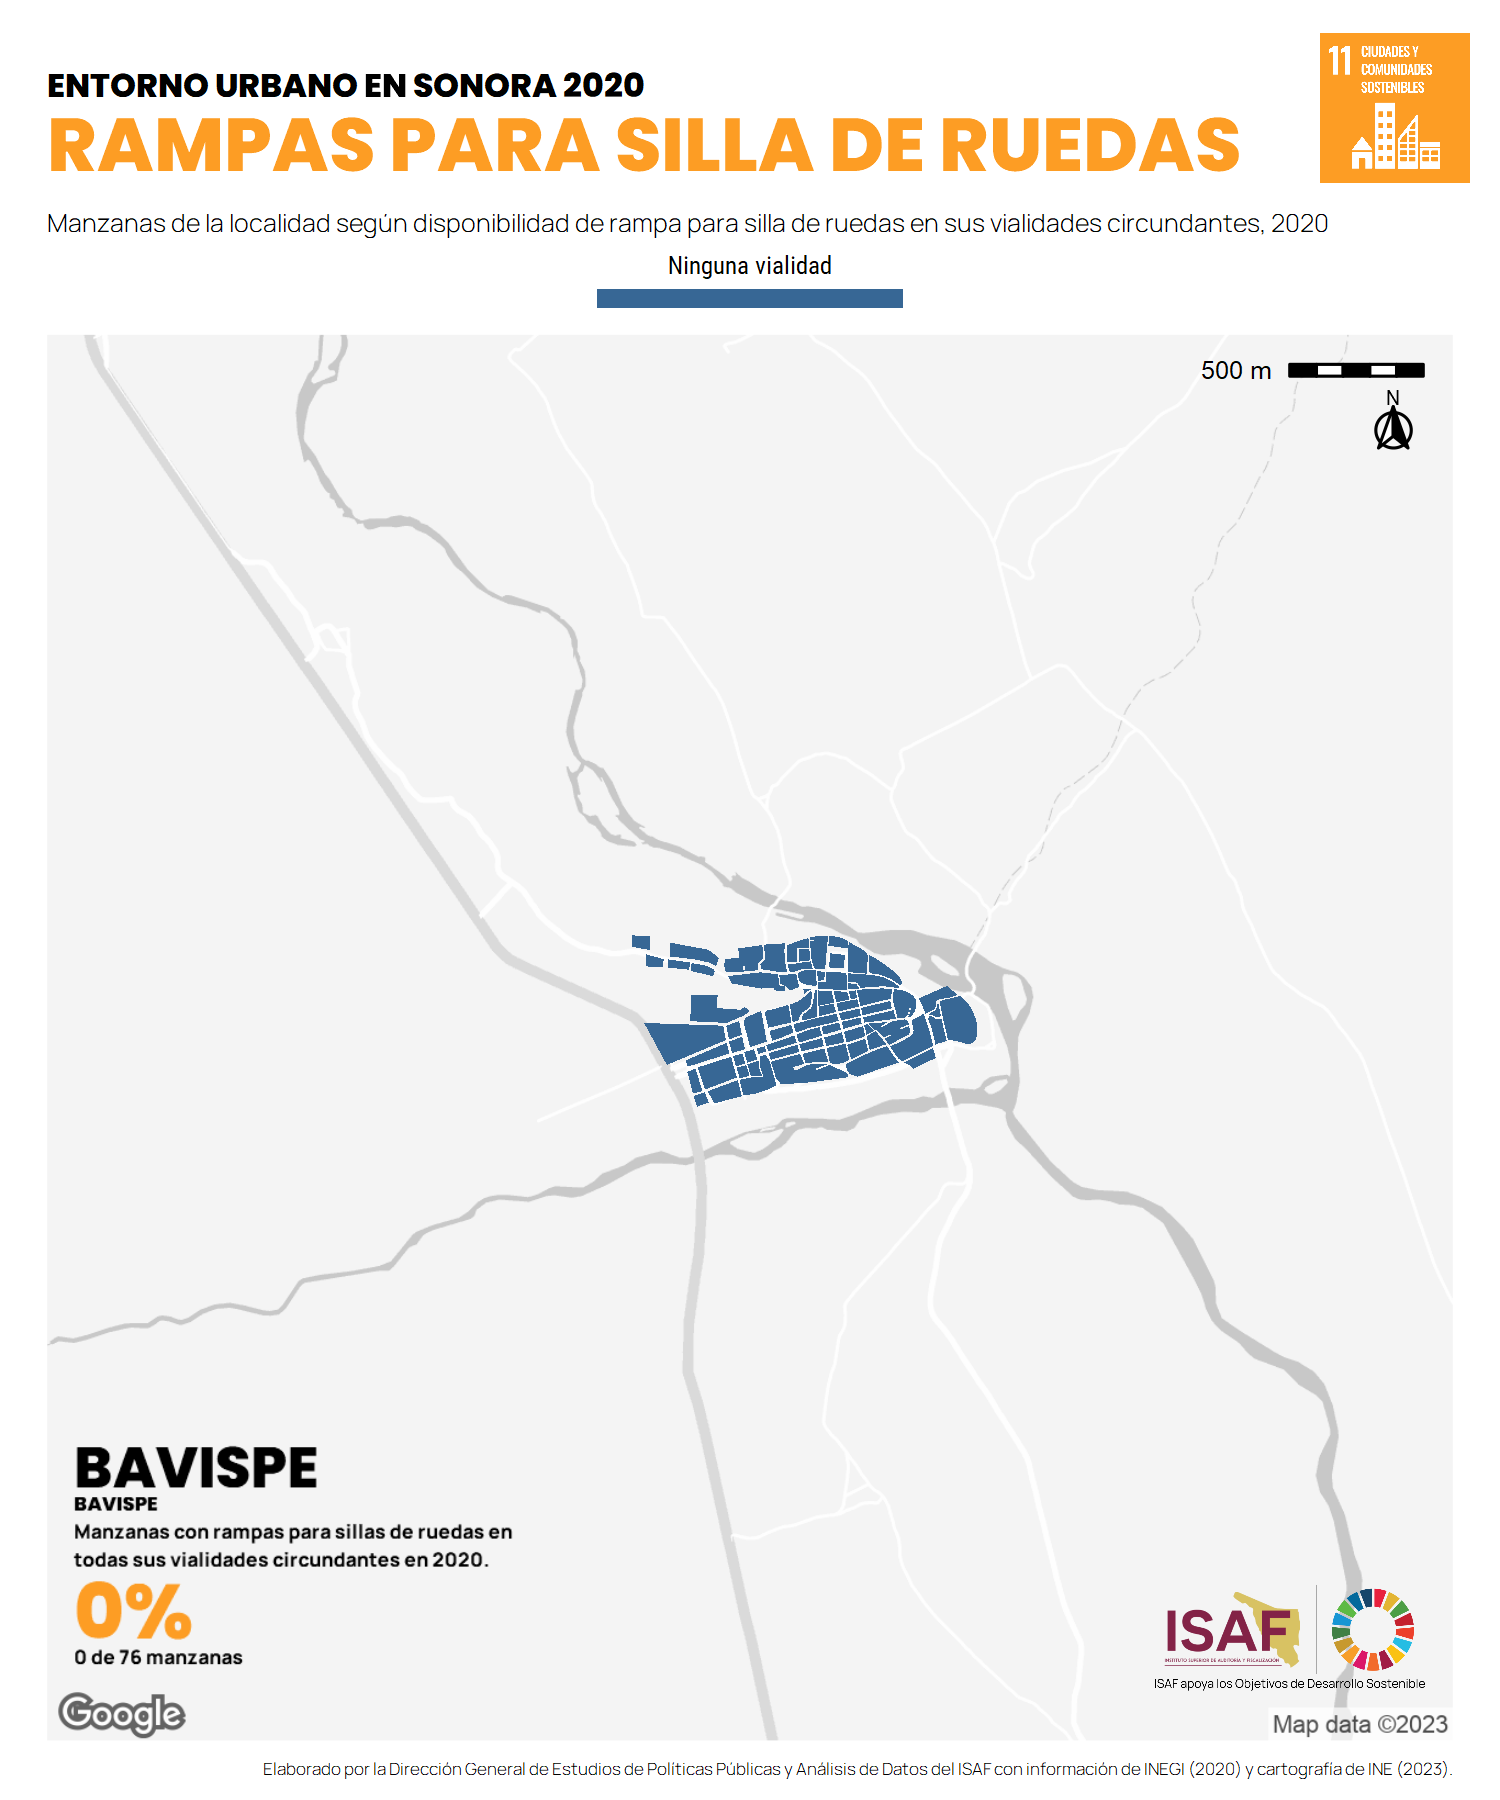 ENTORNO URBANO EN SONORA 2020
RAMPAS PARA SILLA DE RUEDAS
11 CIUDADES Y
COMUNIDADES
SOSTENIBLES
Manzanas de la localidad según disponibilidad de rampa para silla de ruedas en sus vialidades circundantes, 2020
Ninguna vialidad
500 m
N
BAVISPE
BAVISPE
Manzanas con rampas para sillas de ruedas en
todas sus vialidades circundantes en 2020.
0%
0 de 76 manzanas
Google
ISAF
INSTITUTO SUPERIOR DE AUDITORÍA Y FISCALIZACIÓN
ISAF apoya los Objetivos de Desarrollo Sostenible
Map data ©2023
Elaborado por la Dirección General de Estudios de Políticas Públicas y Análisis de Datos del ISAF con información de INEGI (2020) y cartografía de INE (2023).